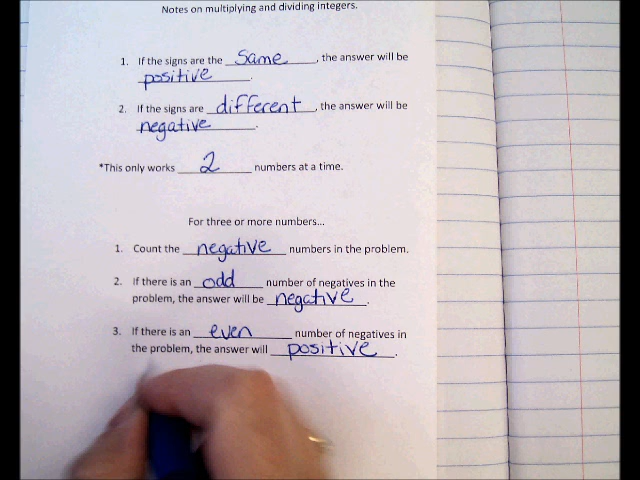 Notes on multiplying and dividing integers.
1. If the signs are the same, the answer will be
positive.
2. If the signs are different, the answer will be
negative.
*This only works 2 numbers at a time.
For three or more numbers...
1. Count the negative numbers in the problem.
2. If there is an odd number of negatives in the
problem, the answer will be negative.
3. If there is an even number of negatives in
the problem, the answer will positive.